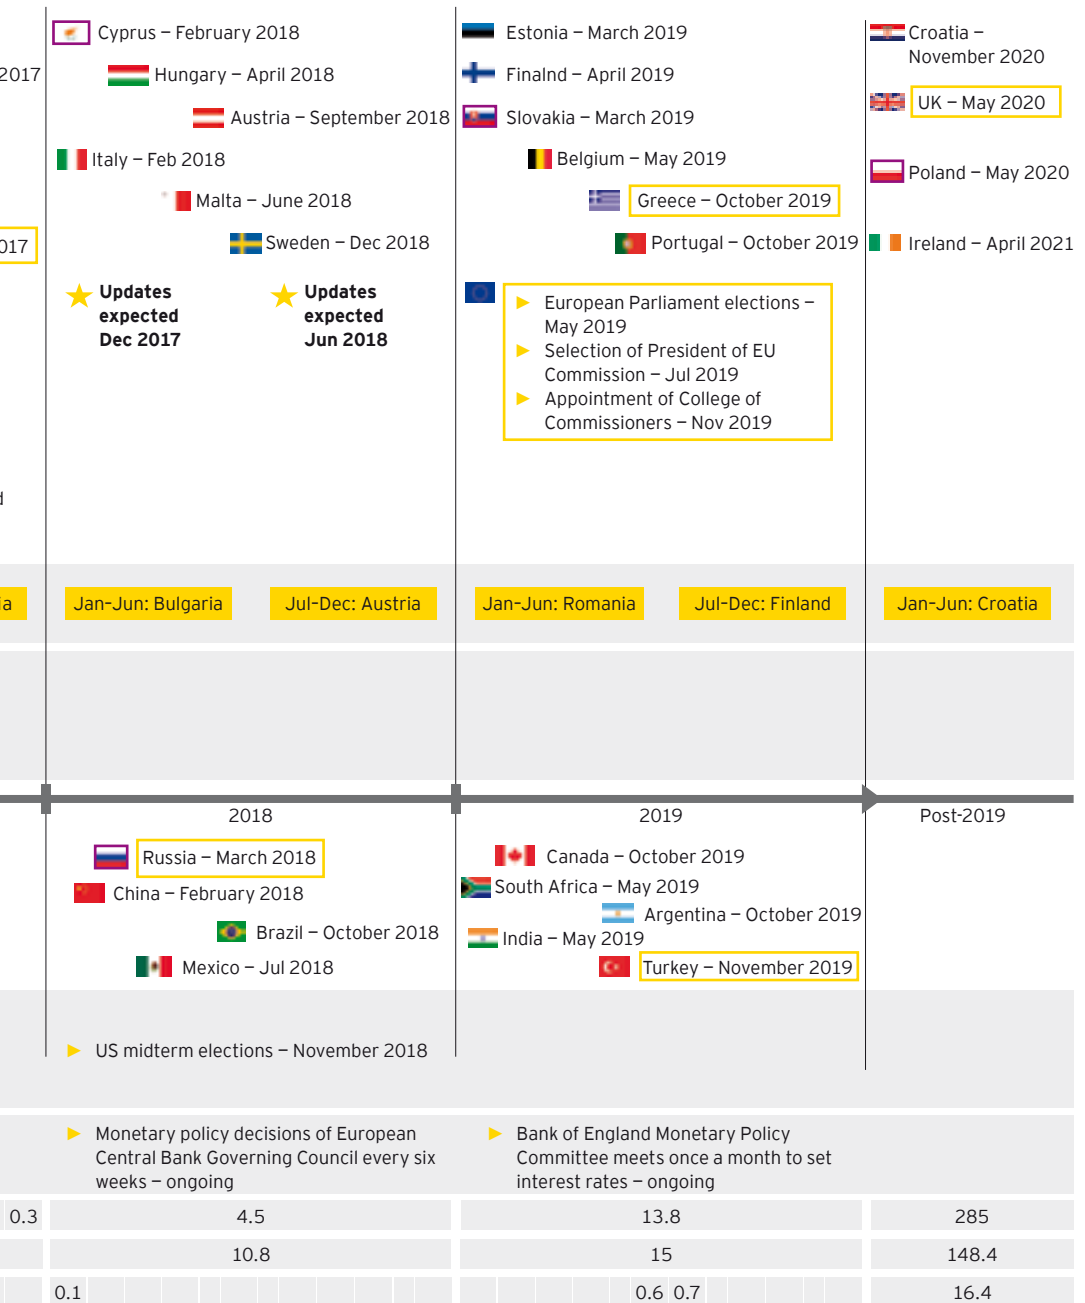 2017
017
d
ia
Cyprus – February 2018
Hungary – April 2018
Austria – September 2018
Italy – Feb 2018
Malta – June 2018
Sweden – Dec 2018
Updates
expected
Dec 2017
Updates
expected
Jun 2018
Estonia – March 2019
Finalnd – April 2019
Slovakia – March 2019
Belgium – May 2019
Greece – October 2019
Portugal – October 2019
► European Parliament elections –
May 2019
► Selection of President of EU
Commission – Jul 2019
► Appointment of College of
Commissioners – Nov 2019
Croatia –
November 2020
UK – May 2020
Poland – May 2020
Ireland – April 2021
Jan–Jun: Bulgaria
Jul–Dec: Austria
Jan–Jun: Romania
Jul–Dec: Finland
Jan–Jun: Croatia
2018
2019
Post-2019
Russia – March 2018
China – February 2018
Brazil – October 2018
Mexico – Jul 2018
Canada – October 2019
South Africa – May 2019
Argentina – October 2019
India – May 2019
Turkey – November 2019
► US midterm elections – November 2018
► Monetary policy decisions of European
Central Bank Governing Council every six
weeks – ongoing
► Bank of England Monetary Policy
Committee meets once a month to set
interest rates – ongoing
0.3 4.5 13.8 285
10.8 15 148.4
0.1 0.6 0.7 16.4